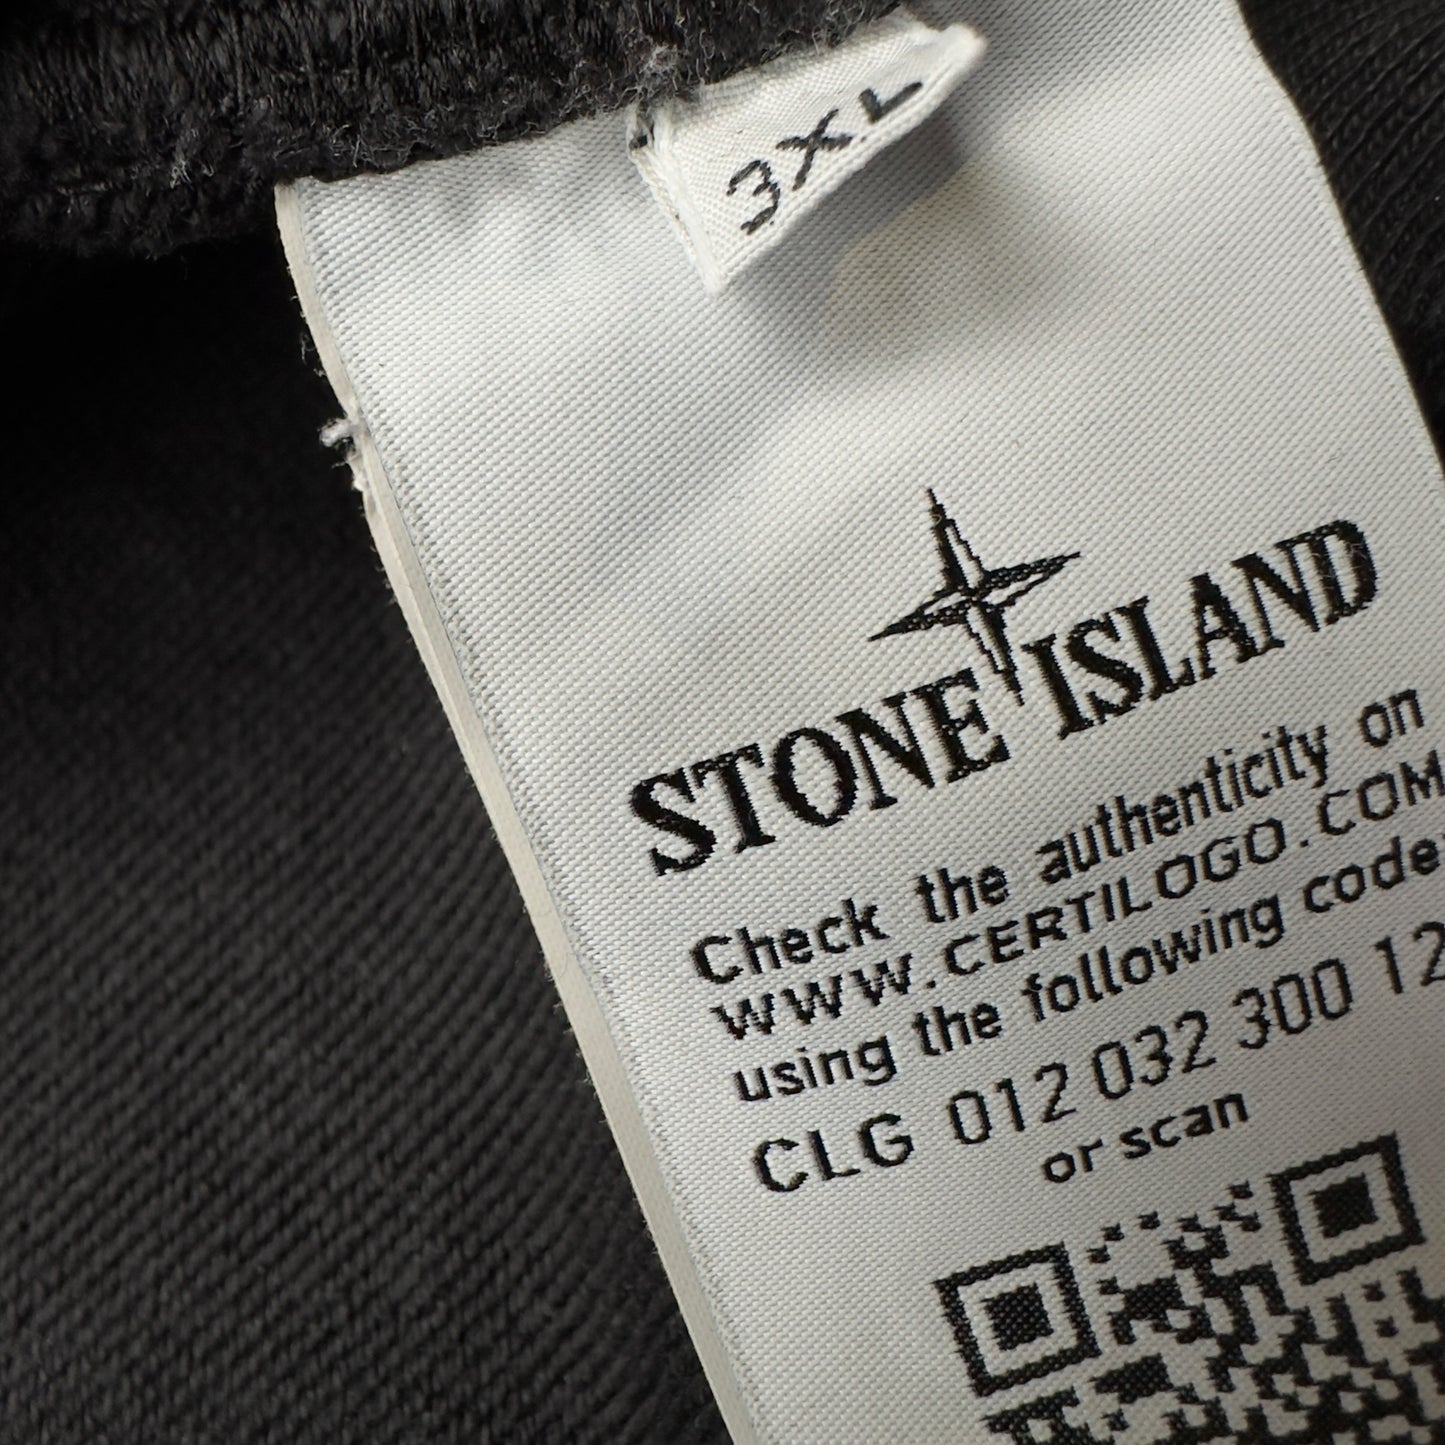 3XL
STONE ISLAND
Check the authenticity on
WWW.CERTILOGO.COM
using the following code:
CLG 012 032 300 12
or scan